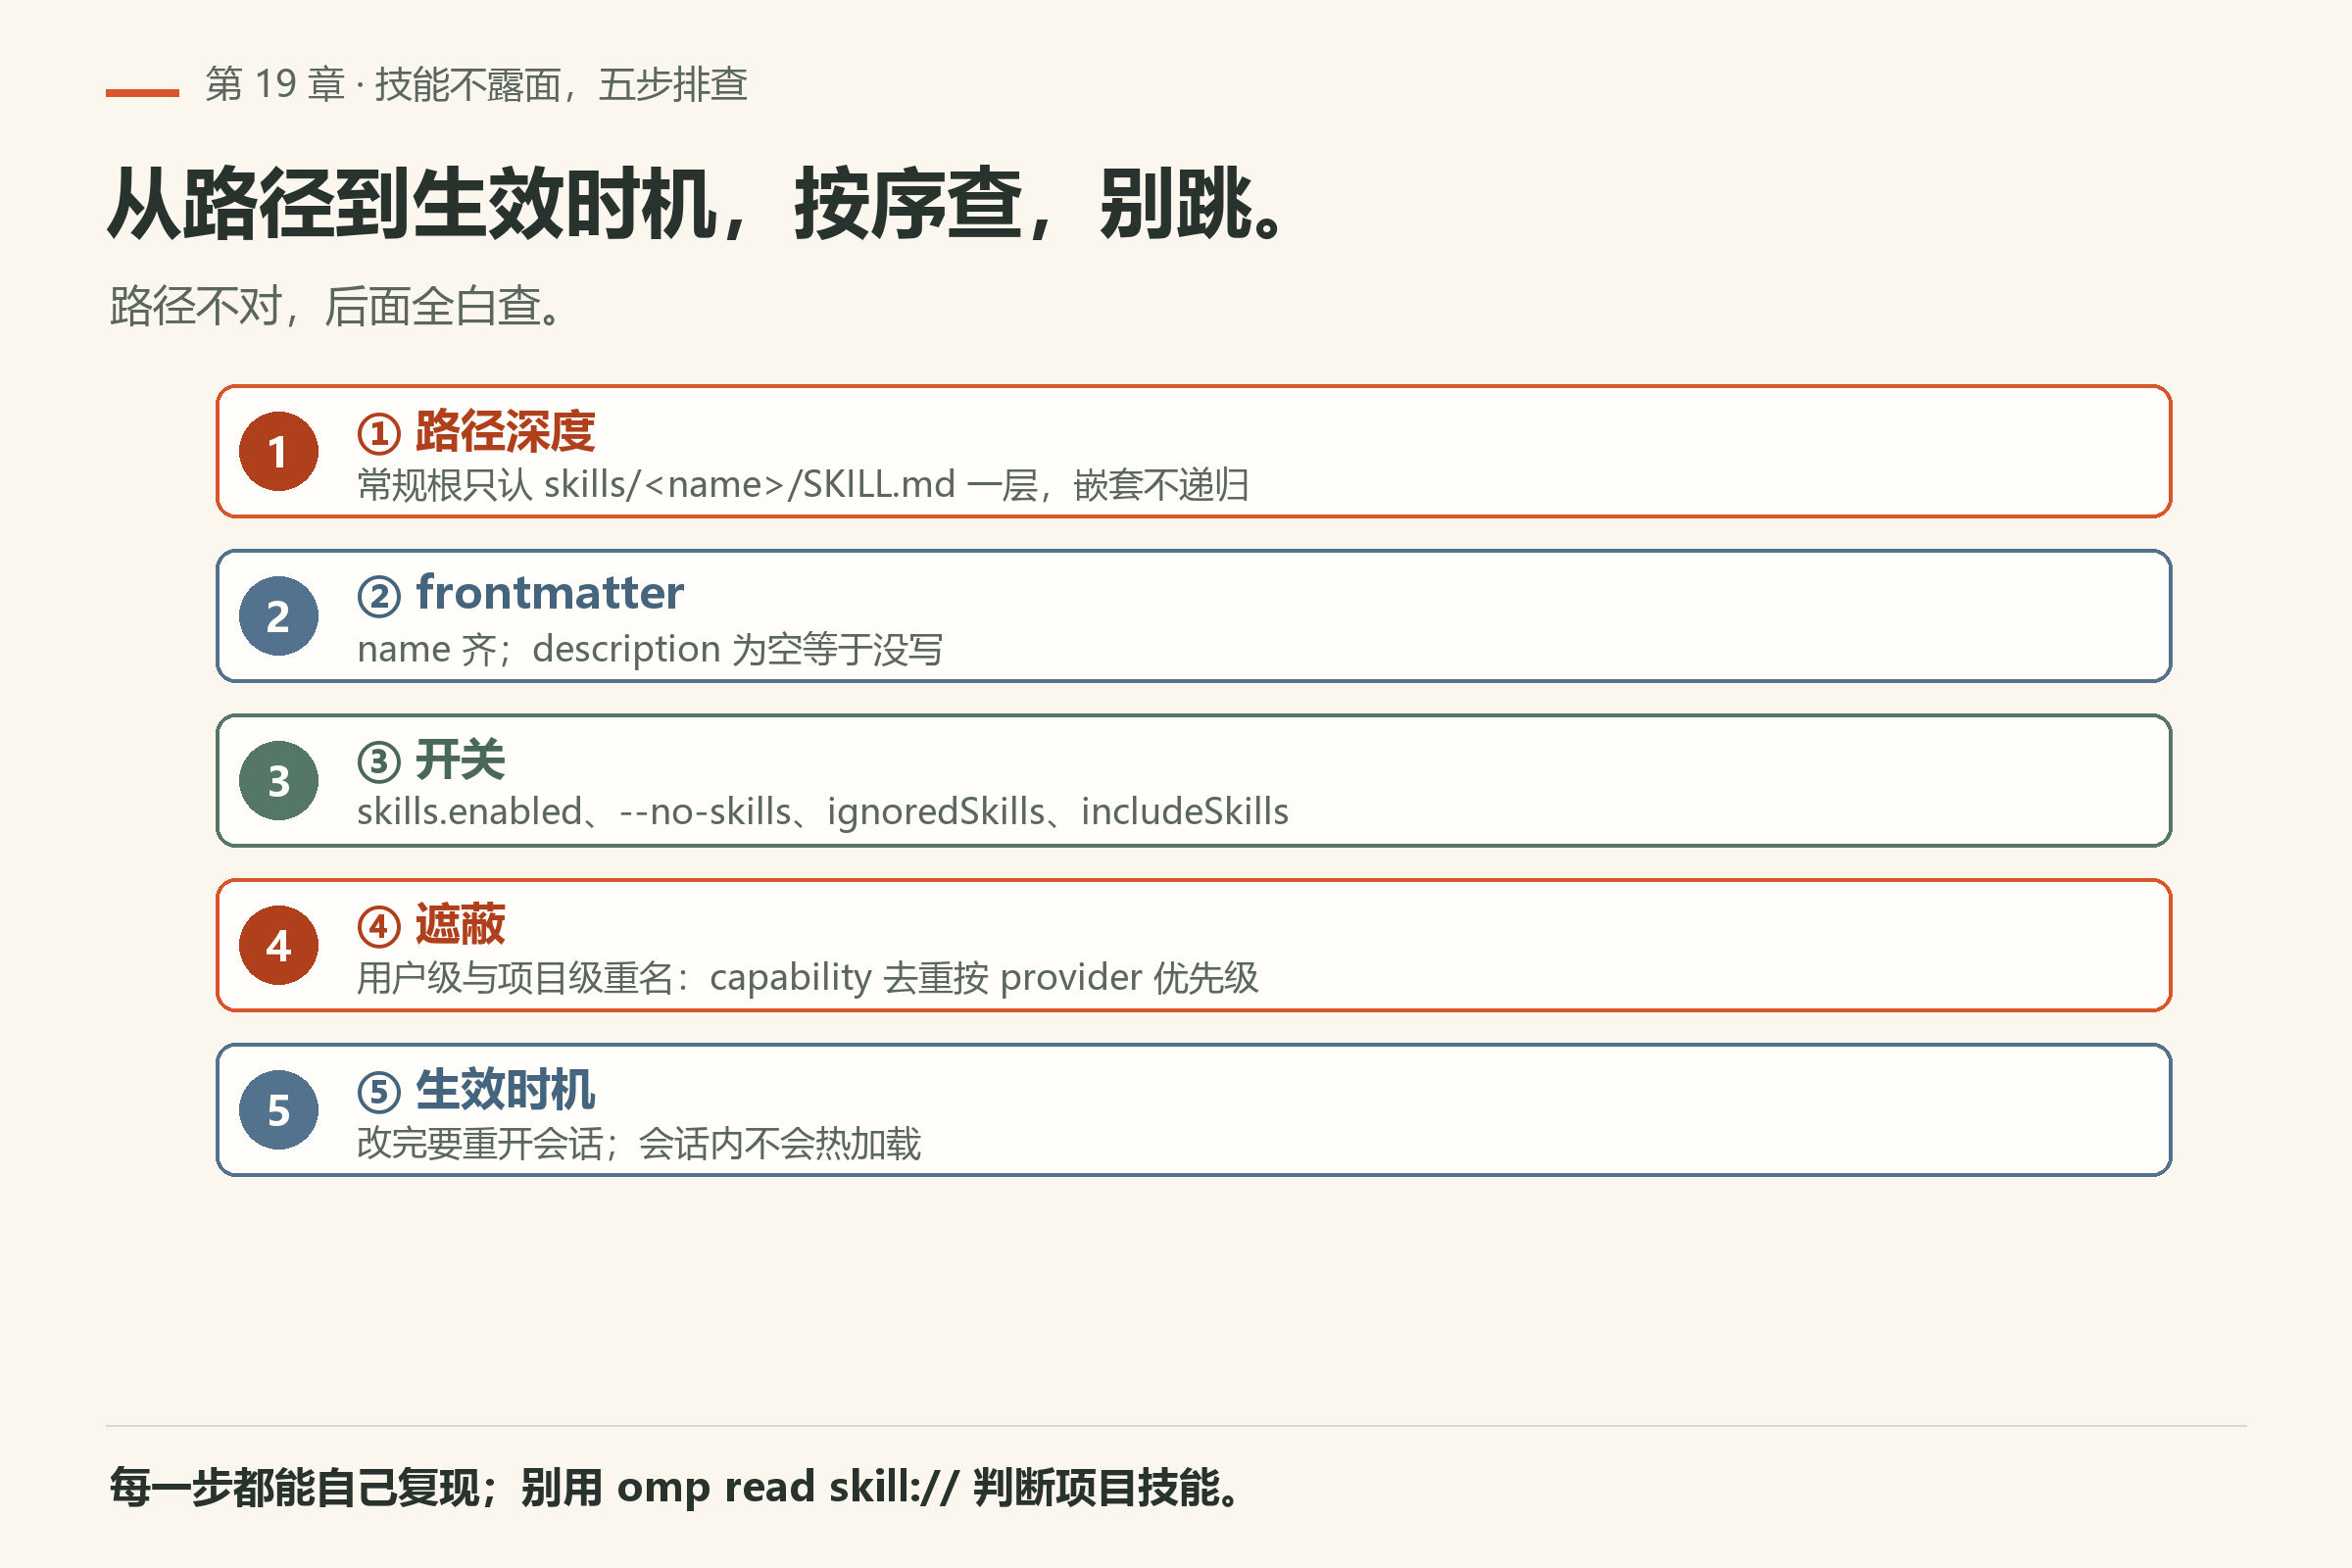 第 19 章 · 技能不露面，五步排查
从路径到生效时机，按序查，别跳。
路径不对，后面全白查。
1
① 路径深度
常规根只认 skills/<name>/SKILL.md 一层，嵌套不递归
2
② frontmatter
name 齐；description 为空等于没写
3
③ 开关
skills.enabled、--no-skills、ignoredSkills、includeSkills
4
④ 遮蔽
用户级与项目级重名：capability 去重按 provider 优先级
5
⑤ 生效时机
改完要重开会话；会话内不会热加载
每一步都能自己复现；别用 omp read skill:// 判断项目技能。